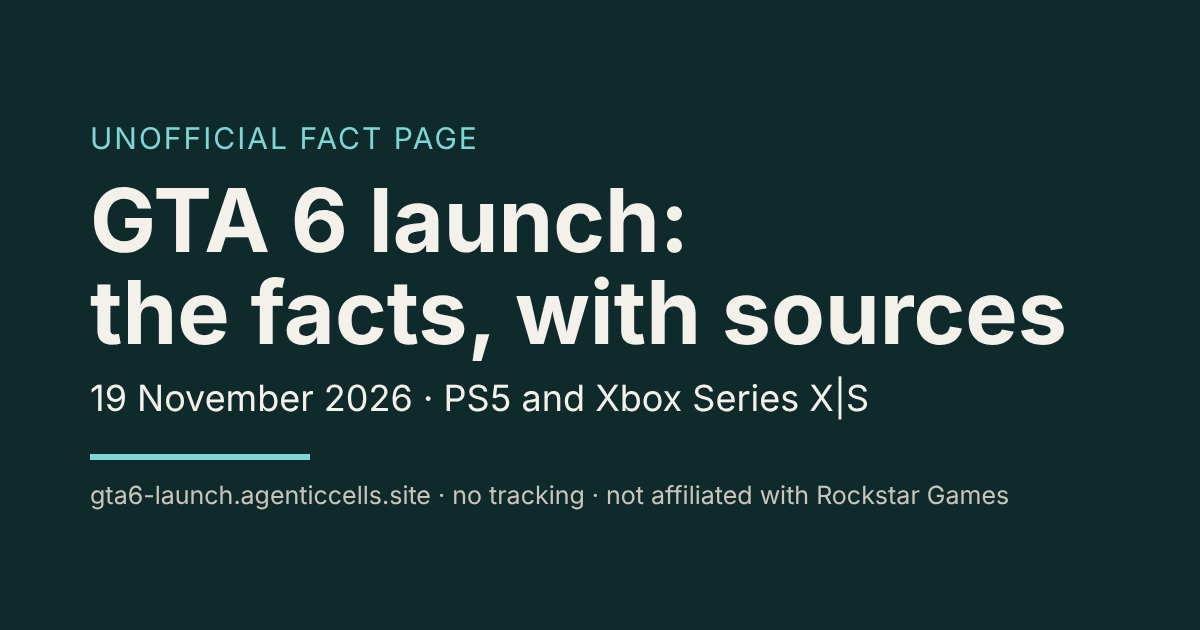 UNOFFICIAL FACT PAGE
GTA 6 launch:
the facts, with sources
19 November 2026 · PS5 and Xbox Series X|S
gta6-launch.agenticcells.site · no tracking · not affiliated with Rockstar Games